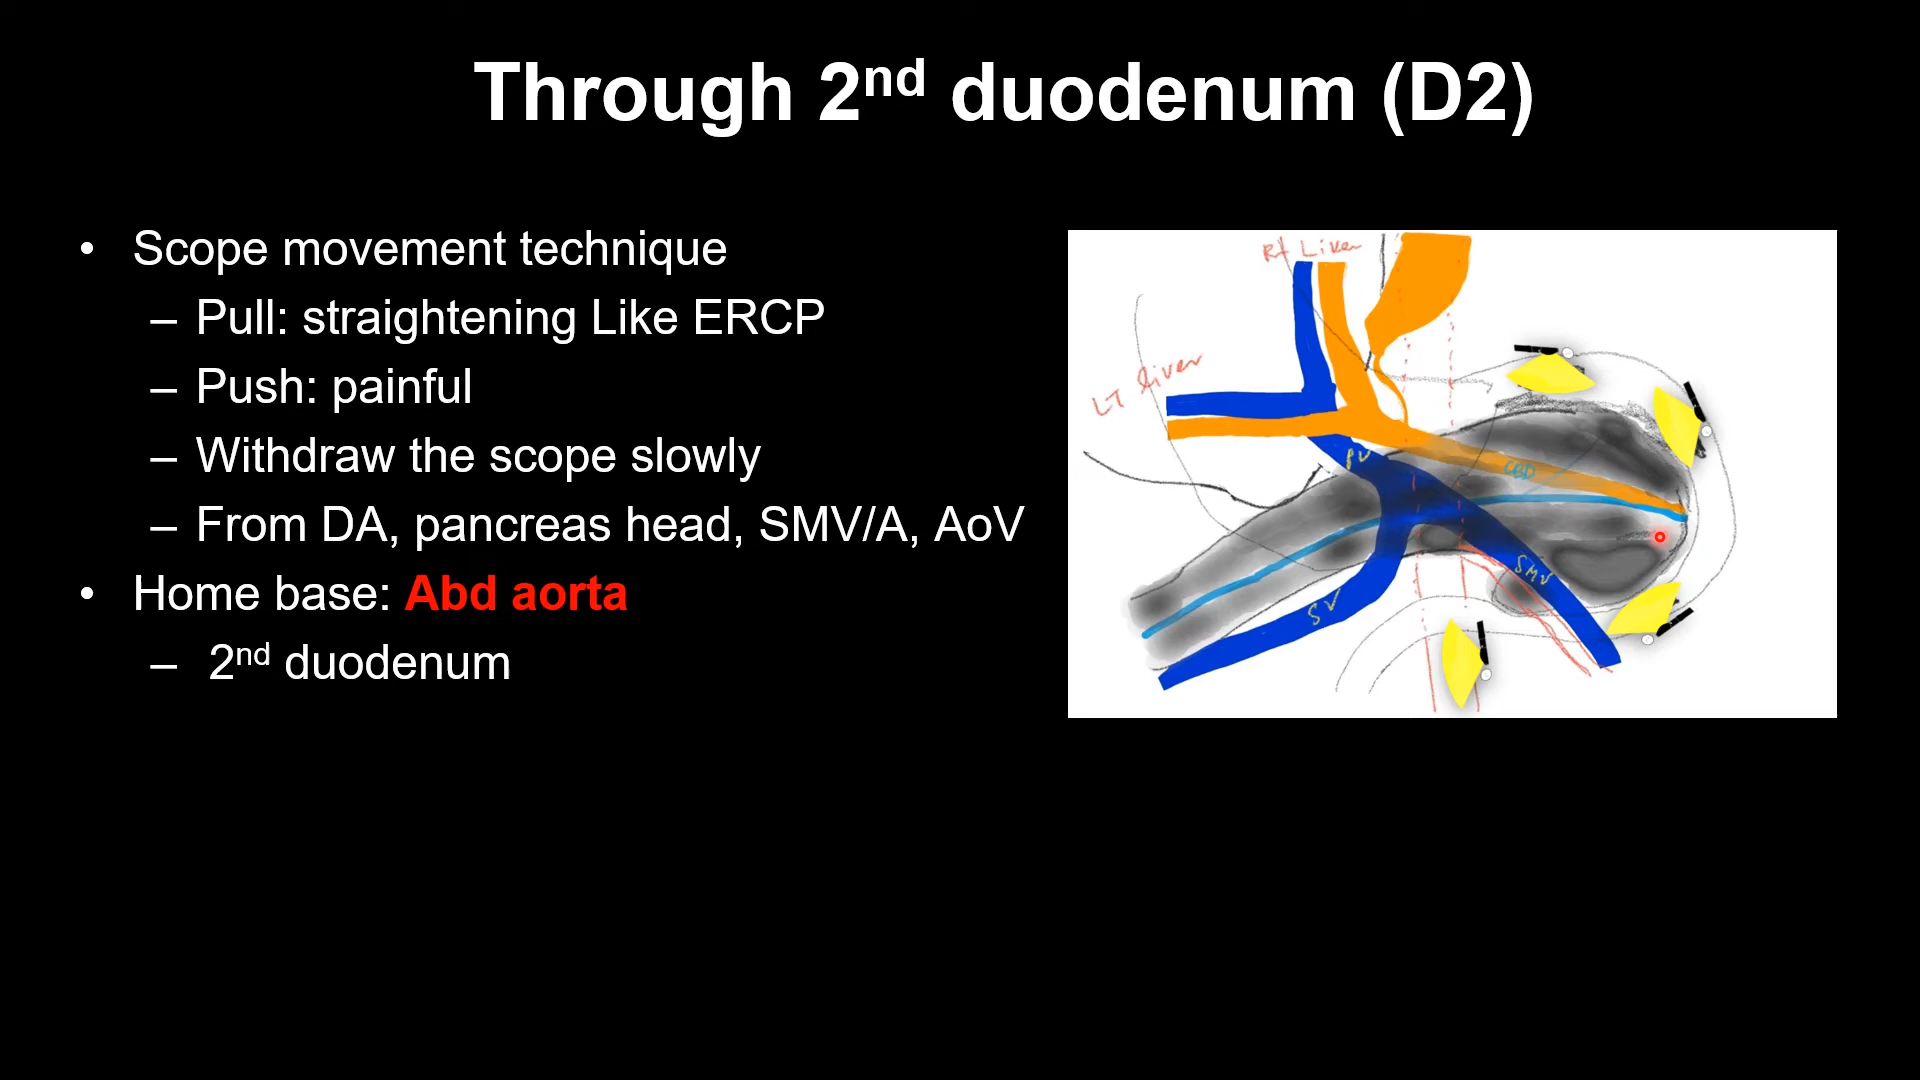 Through 2nd duodenum (D2)
• Scope movement technique
– Pull: straightening Like ERCP
– Push: painful
– Withdraw the scope slowly
– From DA, pancreas head, SMV/A, AoV
• Home base: Abd aorta
– 2nd duodenum
Rt Liver
LT liver
PV
CBD
SMV
SV